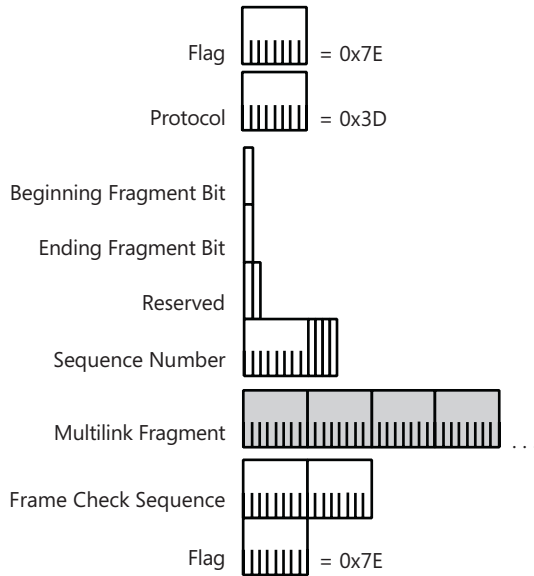 Flag = 0x7E
Protocol = 0x3D
Beginning Fragment Bit
Ending Fragment Bit
Reserved
Sequence Number
Multilink Fragment ..
Frame Check Sequence
Flag = 0x7E